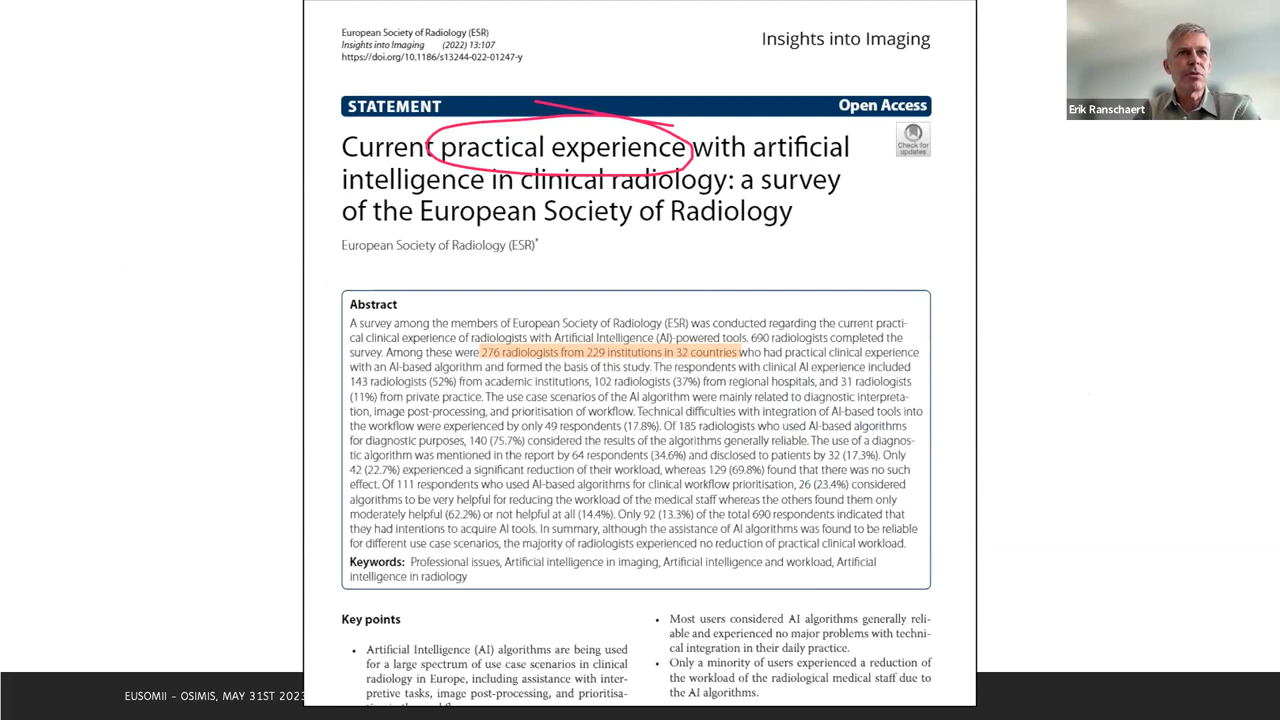 European Society of Radiology (ESR)
Insights into Imaging (2022) 13:107
https://doi.org/10.1186/s13244-022-01247-y
Insights into Imaging
Erik Ranschaert
STATEMENT
Open Access
Check for
updates
Current practical experience with artificial
intelligence in clinical radiology: a survey
of the European Society of Radiology
European Society of Radiology (ESR)*
Abstract
A survey among the members of European Society of Radiology (ESR) was conducted regarding the current practi-
cal clinical experience of radiologists with Artificial Intelligence (AI)-powered tools. 690 radiologists completed the
survey. Among these were 276 radiologists from 229 institutions in 32 countries who had practical clinical experience
with an AI-based algorithm and formed the basis of this study. The respondents with clinical AI experience included
143 radiologists (52%) from academic institutions, 102 radiologists (37%) from regional hospitals, and 31 radiologists
(11%) from private practice. The use case scenarios of the AI algorithm were mainly related to diagnostic interpreta-
tion, image post-processing, and prioritisation of workflow. Technical difficulties with integration of AI-based tools into
the workflow were experienced by only 49 respondents (17.8%). Of 185 radiologists who used AI-based algorithms
for diagnostic purposes, 140 (75.7%) considered the results of the algorithms generally reliable. The use of a diagnos-
tic algorithm was mentioned in the report by 64 respondents (34.6%) and disclosed to patients by 32 (17.3%). Only
42 (22.7%) experienced a significant reduction of their workload, whereas 129 (69.8%) found that there was no such
effect. Of 111 respondents who used AI-based algorithms for clinical workflow prioritisation, 26 (23.4%) considered
algorithms to be very helpful for reducing the workload of the medical staff whereas the others found them only
moderately helpful (62.2%) or not helpful at all (14.4%). Only 92 (13.3%) of the total 690 respondents indicated that
they had intentions to acquire AI tools. In summary, although the assistance of AI algorithms was found to be reliable
for different use case scenarios, the majority of radiologists experienced no reduction of practical clinical workload.
Keywords: Professional issues, Artificial intelligence in imaging, Artificial intelligence and workload, Artificial
intelligence in radiology
Key points
• Artificial Intelligence (AI) algorithms are being used
for a large spectrum of use case scenarios in clinical
radiology in Europe, including assistance with inter-
pretive tasks, image post-processing, and prioritisa-
• Most users considered AI algorithms generally reli-
able and experienced no major problems with techni-
cal integration in their daily practice.
• Only a minority of users experienced a reduction of
the workload of the radiological medical staff due to
the AI algorithms.
EUSOMII – OSIMIS, MAY 31ST 2023